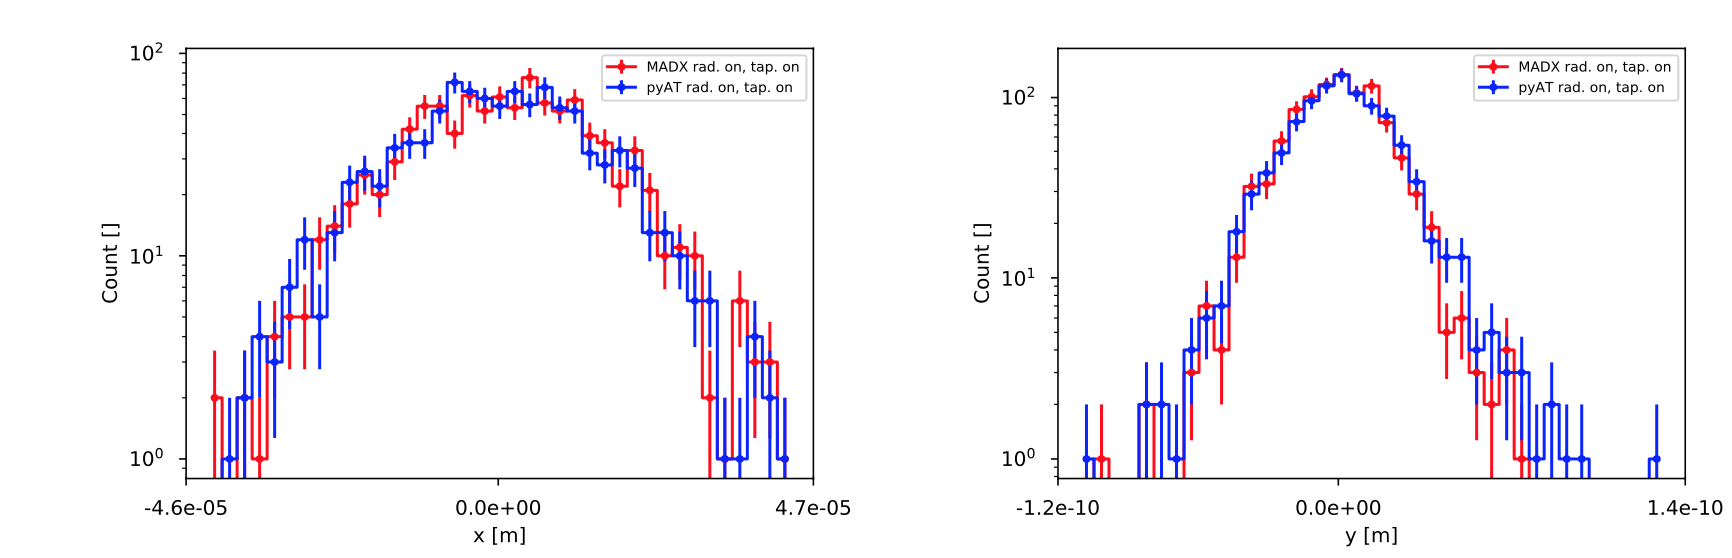 MADX rad. on, tap. on
pyAT rad. on, tap. on
10²
10¹
10⁰
Count []
-4.6e-05
0.0e+00
4.7e-05
x [m]
MADX rad. on, tap. on
pyAT rad. on, tap. on
10²
10¹
10⁰
Count []
-1.2e-10
0.0e+00
1.4e-10
y [m]